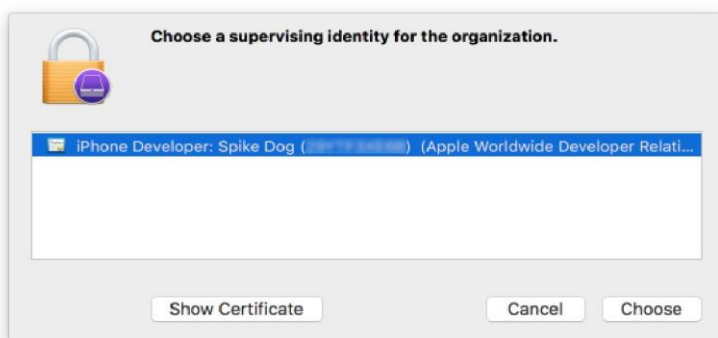 Choose a supervising identity for the organization.
iPhone Developer: Spike Dog ( ) (Apple Worldwide Developer Relati...
Show Certificate
Cancel
Choose